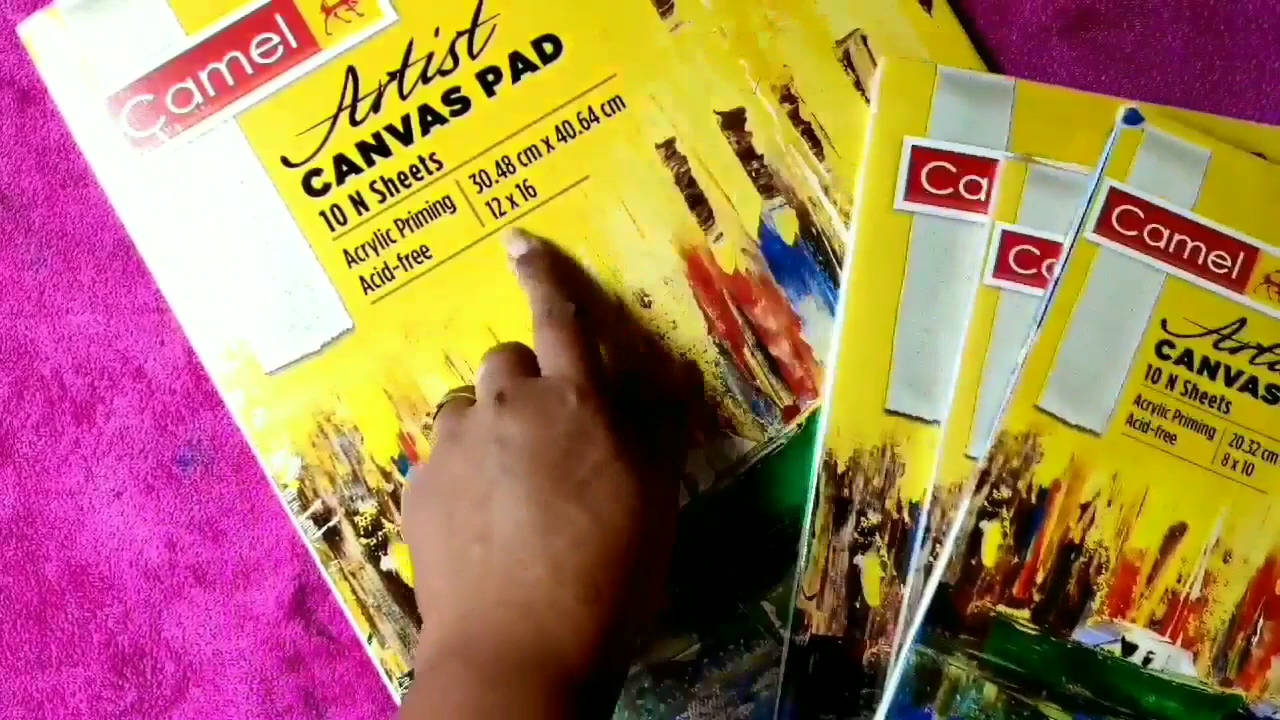 Camel
Artist
CANVAS PAD
10 N Sheets
Acrylic Priming
Acid-free
30.48 cm x 40.64 cm
12 x 16
Ca
Ca
Camel
Arti
CANVAS
10 N Sheets
Acrylic Priming
Acid-free
20.32 cm
8 x 10